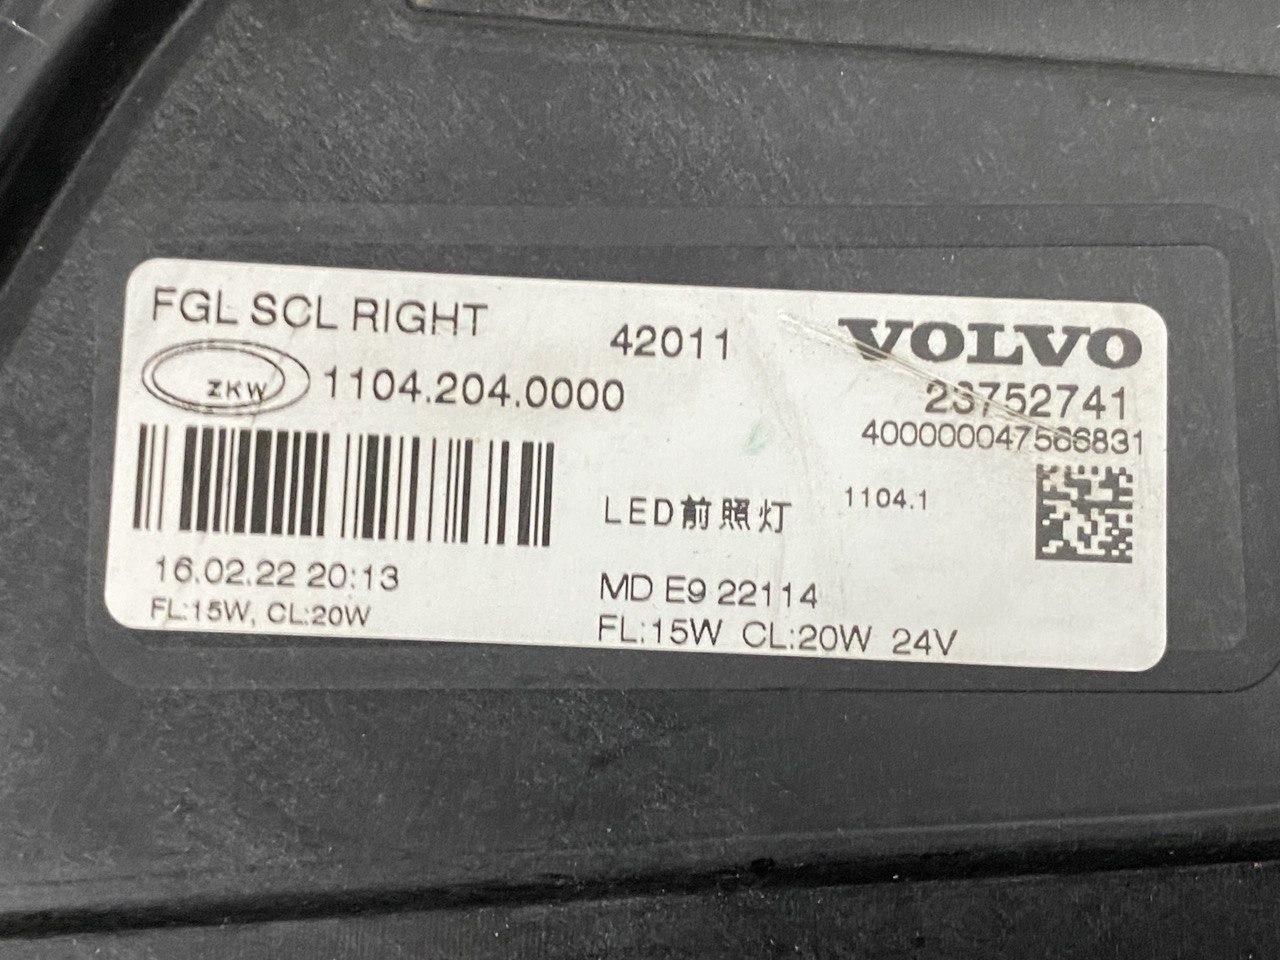 FGL SCL RIGHT
42011
VOLVO
ZKW
1104.204.0000
23752741
400000047566831
LED前照灯
1104.1
16.02.22 20:13
MD E9 22114
FL:15W, CL:20W
FL:15W CL:20W 24V